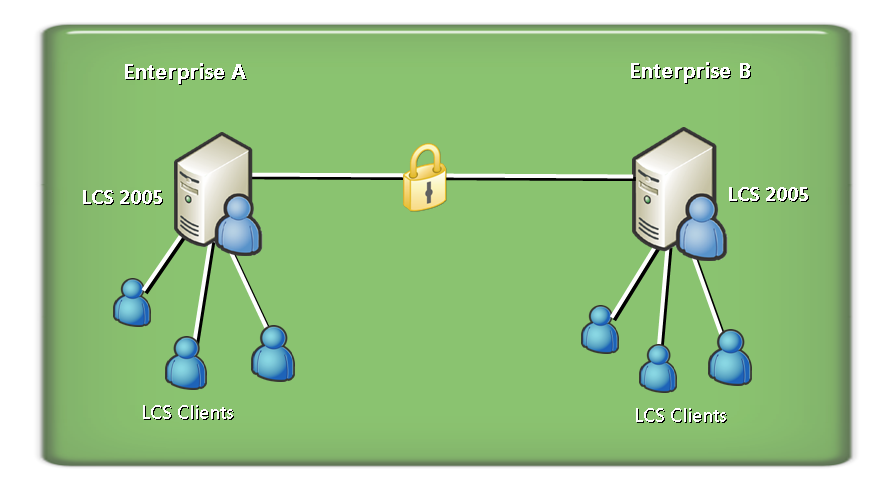 Enterprise A
Enterprise B
LCS 2005
LCS 2005
LCS Clients
LCS Clients